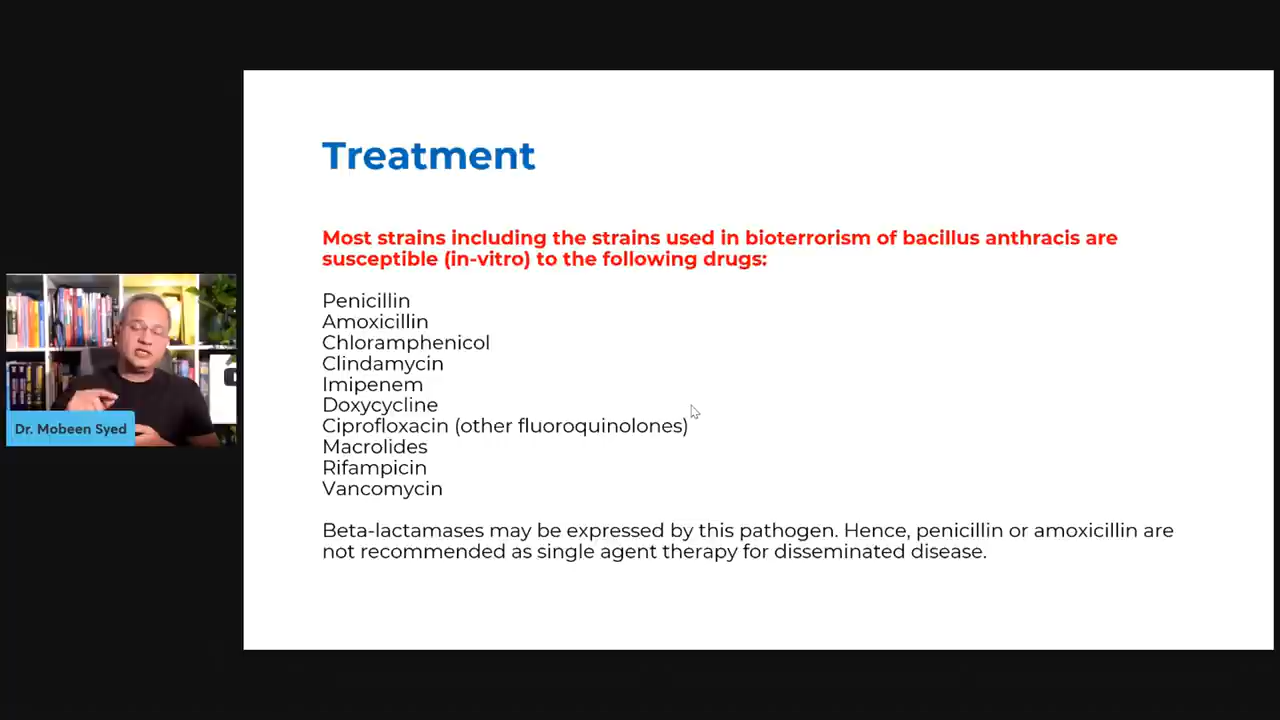 Treatment
Most strains including the strains used in bioterrorism of bacillus anthracis are
susceptible (in-vitro) to the following drugs:
Penicillin
Amoxicillin
Chloramphenicol
Clindamycin
Imipenem
Doxycycline
Ciprofloxacin (other fluoroquinolones)
Macrolides
Rifampicin
Vancomycin
Beta-lactamases may be expressed by this pathogen. Hence, penicillin or amoxicillin are
not recommended as single agent therapy for disseminated disease.
Dr. Mobeen Syed